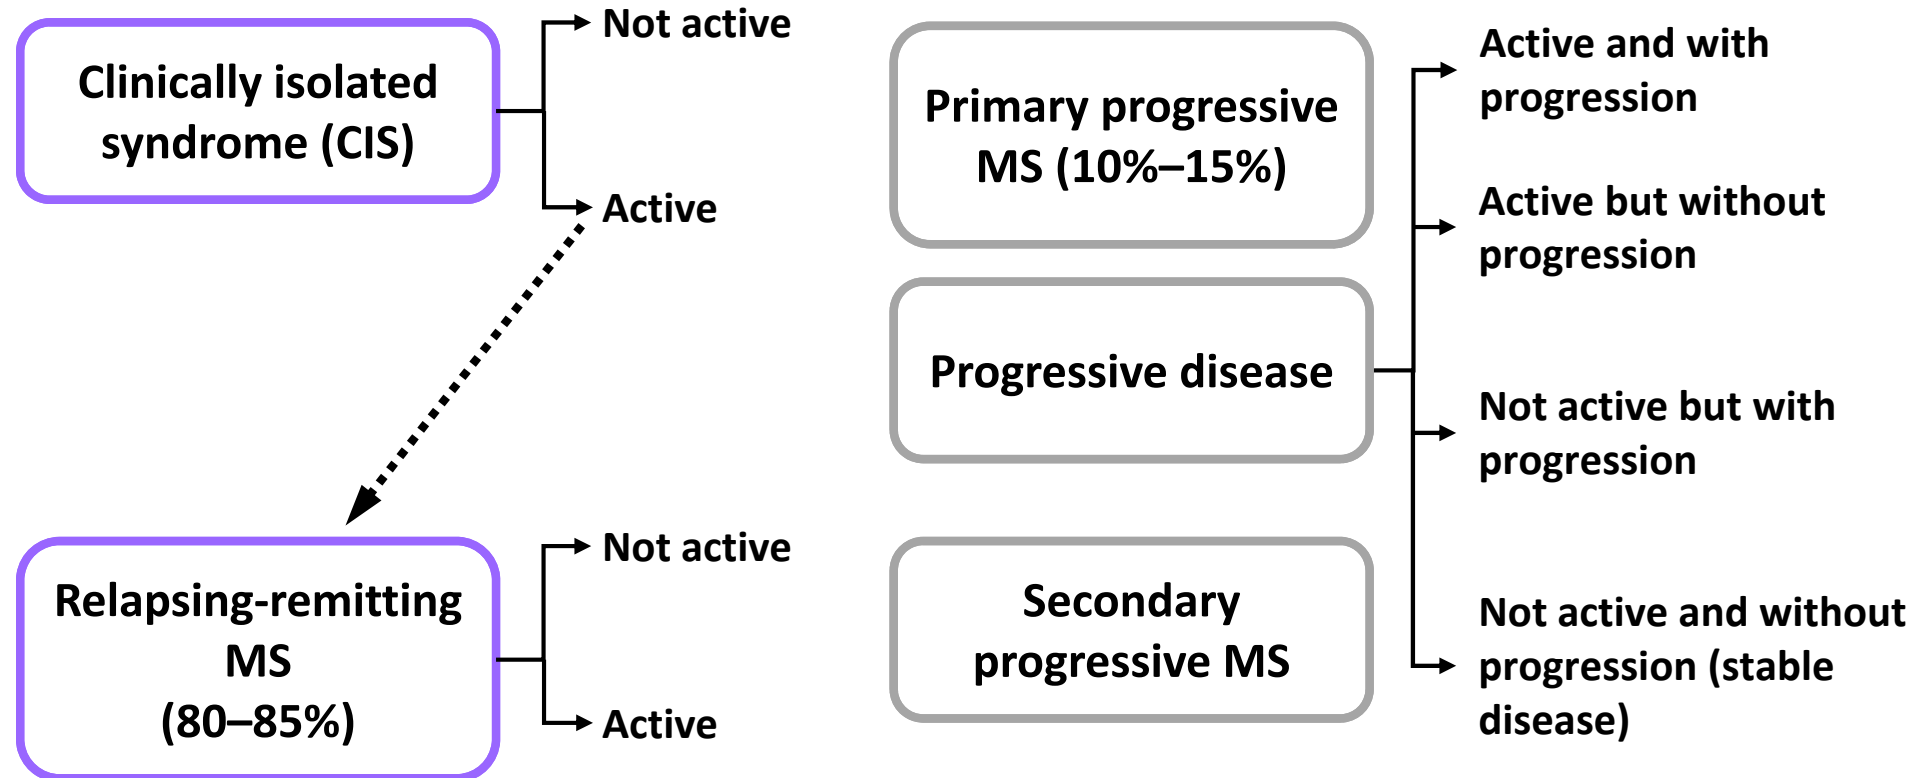 Clinically isolated
syndrome (CIS)
Not active
Active
Relapsing-remitting
MS
(80–85%)
Not active
Active
Primary progressive
MS (10%–15%)
Progressive disease
Secondary
progressive MS
Active and with
progression
Active but without
progression
Not active but with
progression
Not active and without
progression (stable
disease)